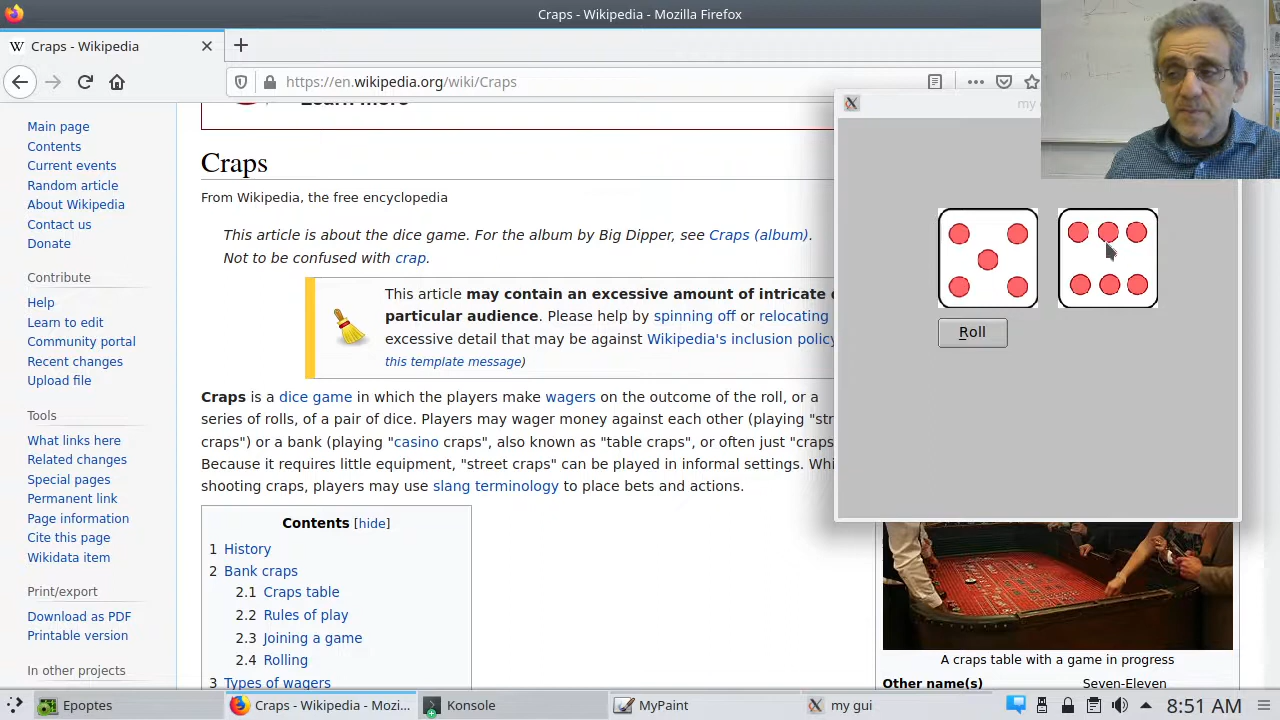 Craps - Wikipedia - Mozilla Firefox
W Craps - Wikipedia
https://en.wikipedia.org/wiki/Craps
my
Main page
Contents
Current events
Random article
About Wikipedia
Contact us
Donate
Contribute
Help
Learn to edit
Community portal
Recent changes
Upload file
Tools
What links here
Related changes
Special pages
Permanent link
Page information
Cite this page
Wikidata item
Print/export
Download as PDF
Printable version
In other projects
Learn more
Craps
From Wikipedia, the free encyclopedia
This article is about the dice game. For the album by Big Dipper, see Craps (album).
Not to be confused with crap.
This article may contain an excessive amount of intricate
particular audience. Please help by spinning off or relocating
excessive detail that may be against Wikipedia's inclusion policy
this template message)
Craps is a dice game in which the players make wagers on the outcome of the roll, or a
series of rolls, of a pair of dice. Players may wager money against each other (playing "str
craps") or a bank (playing "casino craps", also known as "table craps", or often just "craps
Because it requires little equipment, "street craps" can be played in informal settings. Whi
shooting craps, players may use slang terminology to place bets and actions.
Contents [hide]
1 History
2 Bank craps
2.1 Craps table
2.2 Rules of play
2.3 Joining a game
2.4 Rolling
3 Types of wagers
Roll
A craps table with a game in progress
Other name(s) Seven-Eleven
Epoptes
Craps - Wikipedia - Mozi...
Konsole
MyPaint
my gui
8:51 AM